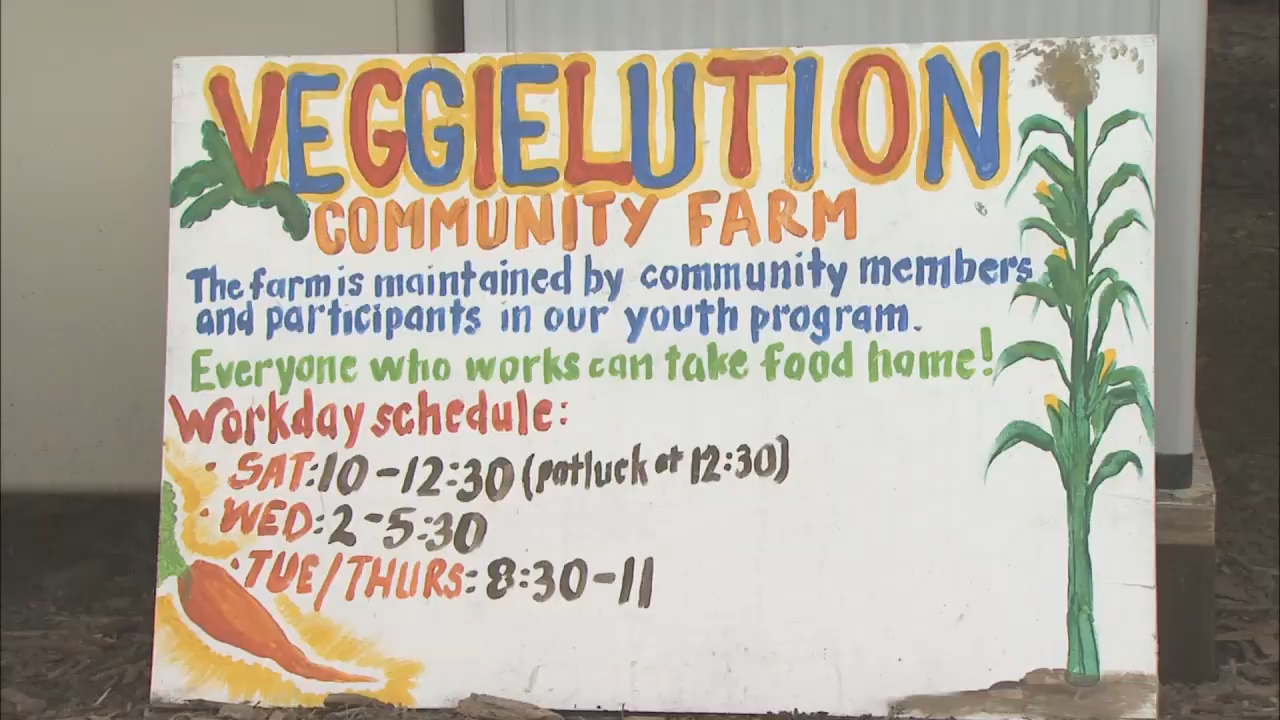 VEGGIELUTION
COMMUNITY FARM
The farm is maintained by community members
and participants in our youth program.
Everyone who works can take food home!
Workday schedule:
· SAT: 10-12:30 (potluck at 12:30)
· WED: 2-5:30
· TUE/THURS: 8:30-11